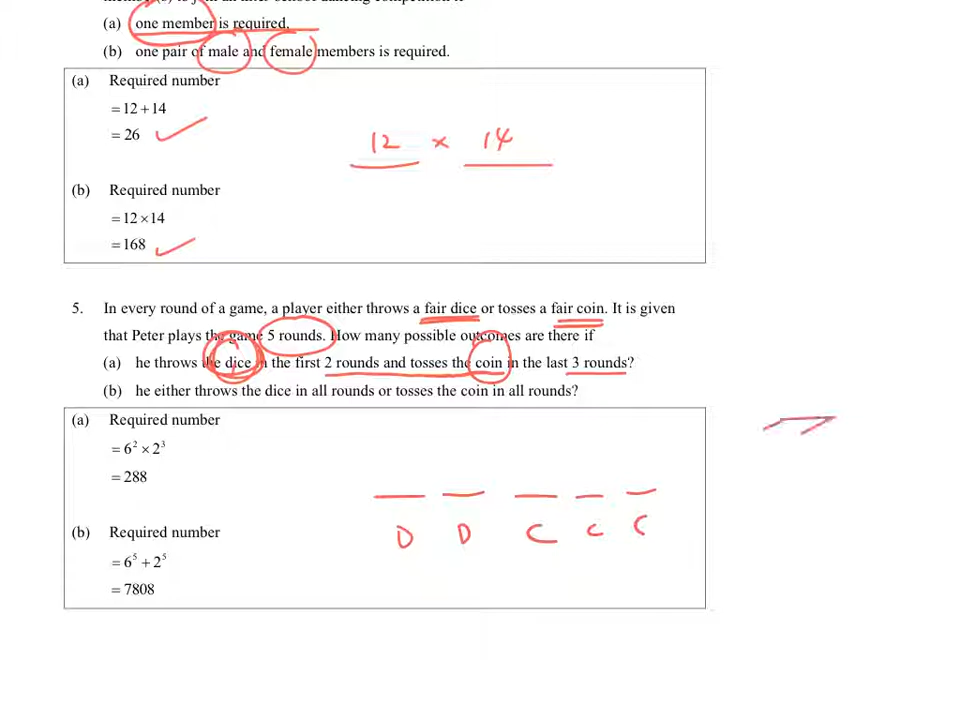 (a) one member is required.
(b) one pair of male and female members is required.
(a) Required number
= 12 + 14
= 26
12 × 14
(b) Required number
= 12 × 14
= 168
5. In every round of a game, a player either throws a fair dice or tosses a fair coin. It is given
that Peter plays the game 5 rounds. How many possible outcomes are there if
(a) he throws the dice in the first 2 rounds and tosses the coin in the last 3 rounds?
(b) he either throws the dice in all rounds or tosses the coin in all rounds?
(a) Required number
= 6² × 2³
= 288
D D C C C
(b) Required number
= 6⁵ + 2⁵
= 7808